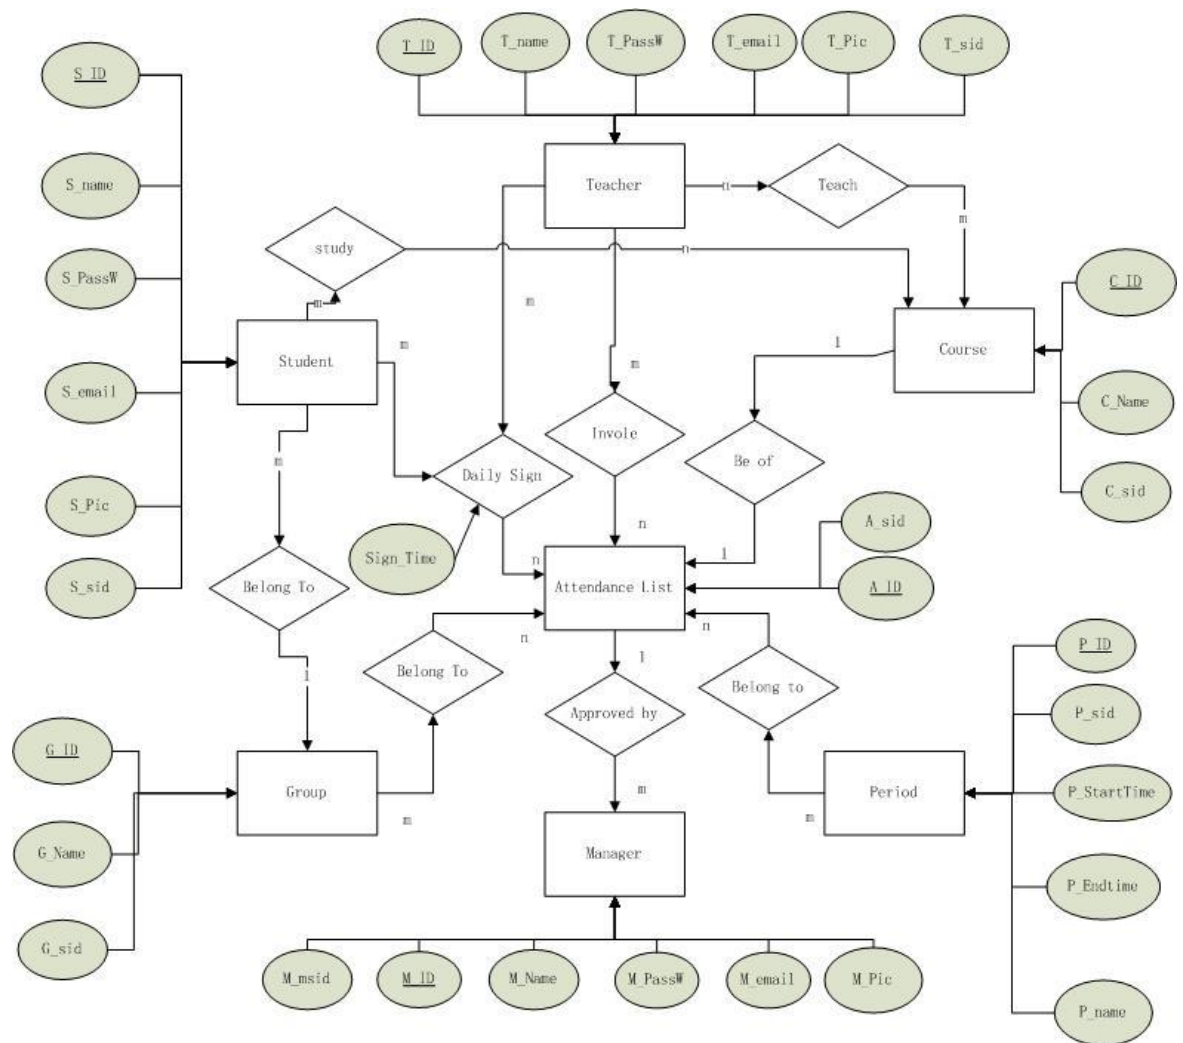 T_ID
T_name
T_PassW
T_email
T_Pic
T_sid
S_ID
S_name
S_PassW
S_email
S_Pic
S_sid
Teacher
n
Teach
m
study
m
n
C_ID
C_Name
C_sid
Course
Student
m
m
m
1
Invole
Be of
Daily Sign
m
Sign_Time
n
n
1
A_sid
A_ID
Attendance List
Belong To
1
n
n
1
Belong To
Approved by
Belong to
P_ID
P_sid
P_StartTime
P_Endtime
P_name
Period
m
G_ID
G_Name
G_sid
Group
m
m
Manager
M_msid
M_ID
M_Name
M_PassW
M_email
M_Pic